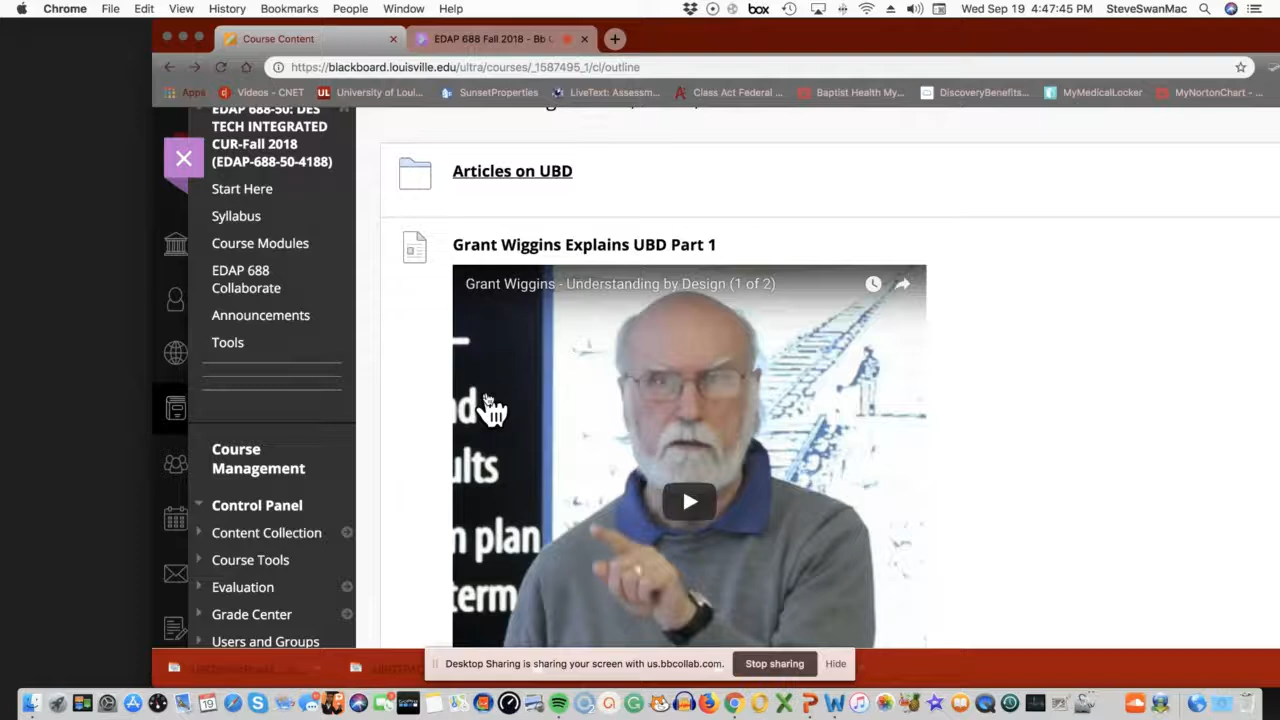 Chrome File Edit View History Bookmarks People Window Help
box
Wed Sep 19 4:47:45 PM SteveSwanMac
Course Content
EDAP 688 Fall 2018 - Bb C
https://blackboard.louisville.edu/ultra/courses/_1587495_1/cl/outline
Apps
Videos - CNET
University of Loui...
SunsetProperties
LiveText: Assessm...
Class Act Federal ...
Baptist Health My...
DiscoveryBenefits...
MyMedicalLocker
MyNortonChart - ...
EDAP 688-50: DES
TECH INTEGRATED
CUR-Fall 2018
(EDAP-688-50-4188)
Start Here
Syllabus
Course Modules
EDAP 688
Collaborate
Announcements
Tools
Course
Management
Control Panel
Content Collection
Course Tools
Evaluation
Grade Center
Users and Groups
Articles on UBD
Grant Wiggins Explains UBD Part 1
Grant Wiggins - Understanding by Design (1 of 2)
nd
ults
n plan
term
Desktop Sharing is sharing your screen with us.bbcollab.com.
Stop sharing
Hide